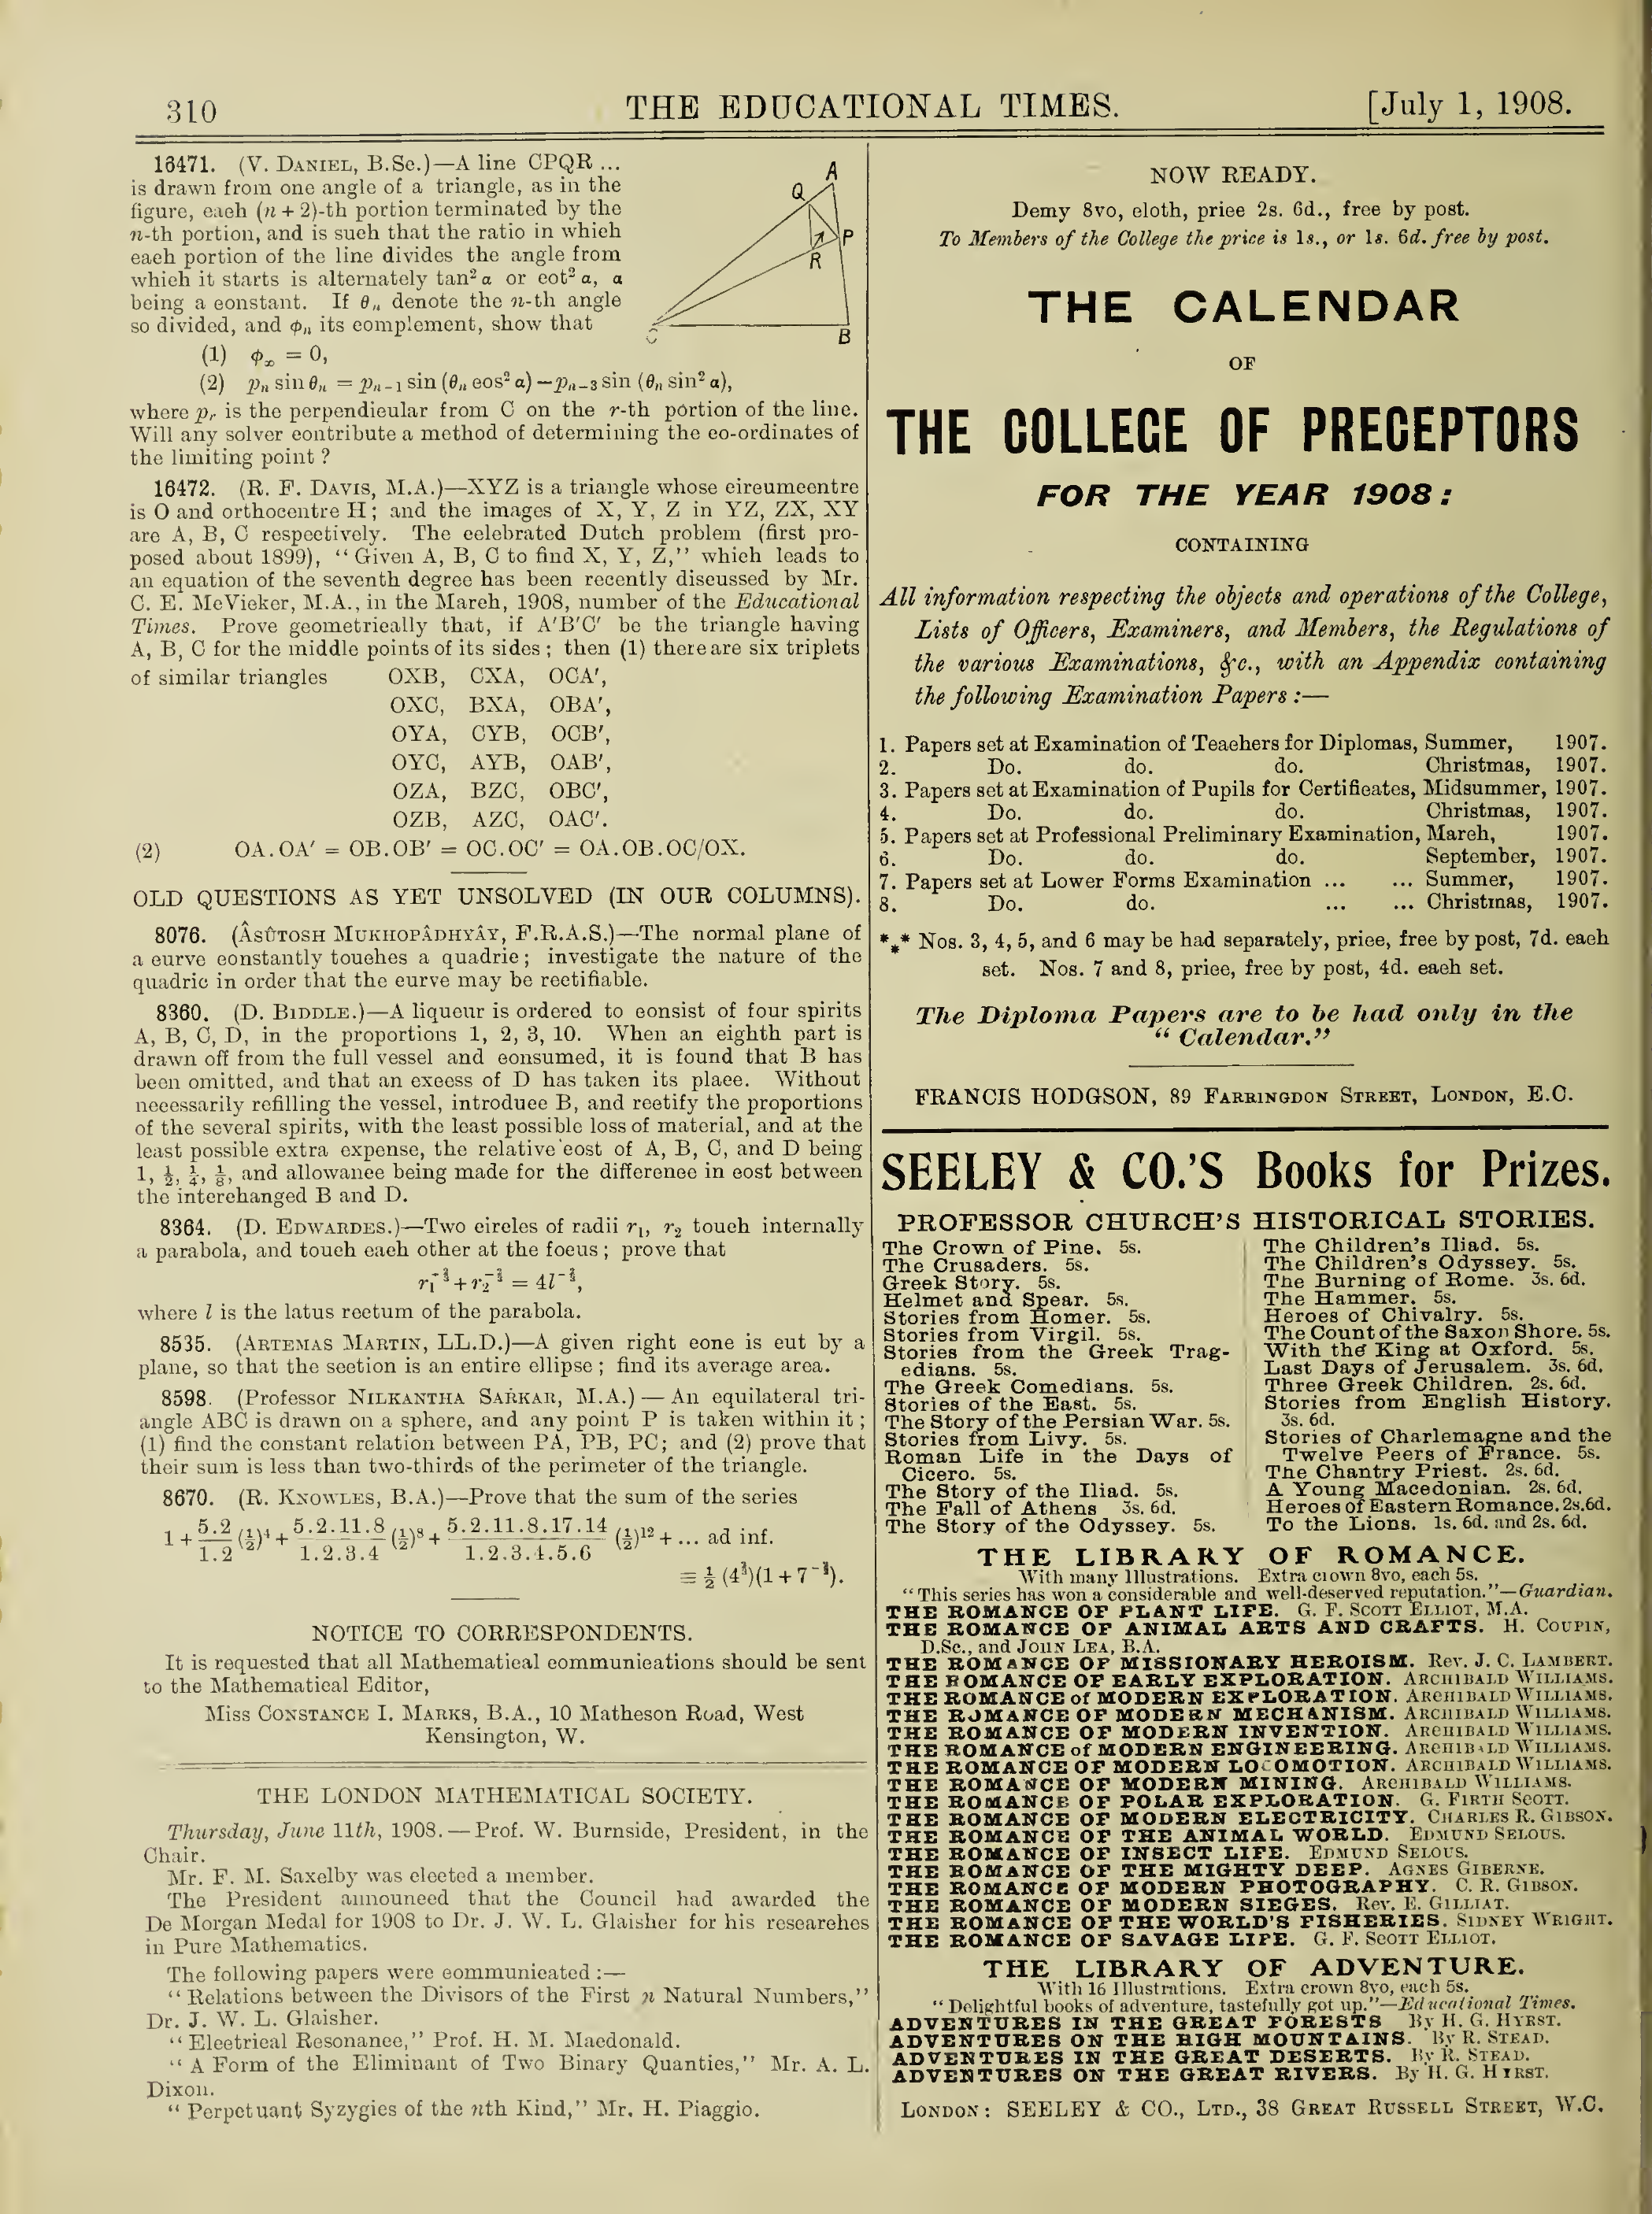 310
THE EDUCATIONAL TIMES.
[July 1, 1908.
16471. (V. DANIEL, B.Sc.)—A line CPQR ...
is drawn from one angle of a triangle, as in the
figure, each (n + 2)-th portion terminated by the
n-th portion, and is such that the ratio in which
each portion of the line divides the angle from
which it starts is alternately tan² α or cot² α, α
being a constant. If θₙ denote the n-th angle
so divided, and φₙ its complement, show that
(1) φ∞ = 0,
(2) pₙ sin θₙ = pₙ₋₁ sin (θₙ cos² α) — pₙ₋₃ sin (θₙ sin² α),
where pᵣ is the perpendicular from C on the r-th portion of the line.
Will any solver contribute a method of determining the co-ordinates of
the limiting point ?
A
Q
P
R
C
B
16472. (R. F. DAVIS, M.A.)—XYZ is a triangle whose circumcentre
is O and orthocentre H; and the images of X, Y, Z in YZ, ZX, XY
are A, B, C respectively. The celebrated Dutch problem (first pro-
posed about 1899), “Given A, B, C to find X, Y, Z,” which leads to
an equation of the seventh degree has been recently discussed by Mr.
C. E. McVicker, M.A., in the March, 1908, number of the Educational
Times. Prove geometrically that, if A′B′C′ be the triangle having
A, B, C for the middle points of its sides; then (1) there are six triplets
of similar triangles OXB, CXA, OCA′,
OXC, BXA, OBA′,
OYA, CYB, OCB′,
OYC, AYB, OAB′,
OZA, BZC, OBC′,
OZB, AZC, OAC′.
(2) OA.OA′ = OB.OB′ = OC.OC′ = OA.OB.OC/OX.
OLD QUESTIONS AS YET UNSOLVED (IN OUR COLUMNS).
8076. (ÂSÛTOSH MUKHOPÂDHYÂY, F.R.A.S.)—The normal plane of
a curve constantly touches a quadric; investigate the nature of the
quadric in order that the curve may be rectifiable.
8360. (D. BIDDLE.)—A liqueur is ordered to consist of four spirits
A, B, C, D, in the proportions 1, 2, 3, 10. When an eighth part is
drawn off from the full vessel and consumed, it is found that B has
been omitted, and that an excess of D has taken its place. Without
necessarily refilling the vessel, introduce B, and rectify the proportions
of the several spirits, with the least possible loss of material, and at the
least possible extra expense, the relative cost of A, B, C, and D being
1, ½, ¼, ⅛, and allowance being made for the difference in cost between
the interchanged B and D.
8364. (D. EDWARDES.)—Two circles of radii r₁, r₂ touch internally
a parabola, and touch each other at the focus; prove that
r₁^(-2/3) + r₂^(-2/3) = 4l^(-2/3),
where l is the latus rectum of the parabola.
8535. (ARTEMAS MARTIN, LL.D.)—A given right cone is cut by a
plane, so that the section is an entire ellipse; find its average area.
8598. (Professor NILKANTHA SARKAR, M.A.) — An equilateral tri-
angle ABC is drawn on a sphere, and any point P is taken within it;
(1) find the constant relation between PA, PB, PC; and (2) prove that
their sum is less than two-thirds of the perimeter of the triangle.
8670. (R. KNOWLES, B.A.)—Prove that the sum of the series
1 + 5.2/1.2 (½)⁴ + 5.2.11.8/1.2.3.4 (½)⁸ + 5.2.11.8.17.14/1.2.3.4.5.6 (½)¹² + ... ad inf.
NOTICE TO CORRESPONDENTS.
It is requested that all Mathematical communications should be sent
to the Mathematical Editor,
Miss CONSTANCE I. MARKS, B.A., 10 Matheson Road, West
Kensington, W.
THE LONDON MATHEMATICAL SOCIETY.
Thursday, June 11th, 1908.—Prof. W. Burnside, President, in the
Chair.
Mr. F. M. Saxelby was elected a member.
The President announced that the Council had awarded the
De Morgan Medal for 1908 to Dr. J. W. L. Glaisher for his researches
in Pure Mathematics.
The following papers were communicated :—
“Relations between the Divisors of the First n Natural Numbers,”
Dr. J. W. L. Glaisher.
“Electrical Resonance,” Prof. H. M. Macdonald.
“A Form of the Eliminant of Two Binary Quantics,” Mr. A. L.
Dixon.
“Perpetuant Syzygies of the nth Kind,” Mr. H. Piaggio.
NOW READY.
Demy 8vo, cloth, price 2s. 6d., free by post.
To Members of the College the price is 1s., or 1s. 6d. free by post.
THE CALENDAR
OF
THE COLLEGE OF PRECEPTORS
FOR THE YEAR 1908:
CONTAINING
All information respecting the objects and operations of the College,
Lists of Officers, Examiners, and Members, the Regulations of
the various Examinations, &c., with an Appendix containing
the following Examination Papers :—
1. Papers set at Examination of Teachers for Diplomas, Summer, 1907.
2. Do. do. do. Christmas, 1907.
3. Papers set at Examination of Pupils for Certificates, Midsummer, 1907.
4. Do. do. do. Christmas, 1907.
5. Papers set at Professional Preliminary Examination, March, 1907.
6. Do. do. do. September, 1907.
7. Papers set at Lower Forms Examination ... ... Summer, 1907.
8. Do. do. ... ... Christmas, 1907.
*** Nos. 3, 4, 5, and 6 may be had separately, price, free by post, 7d. each
set. Nos. 7 and 8, price, free by post, 4d. each set.
The Diploma Papers are to be had only in the
“Calendar.”
FRANCIS HODGSON, 89 FARRINGDON STREET, LONDON, E.C.
SEELEY & CO.'S Books for Prizes.
PROFESSOR CHURCH'S HISTORICAL STORIES.
The Crown of Pine. 5s.
The Crusaders. 5s.
Greek Story. 5s.
Helmet and Spear. 5s.
Stories from Homer. 5s.
Stories from Virgil. 5s.
Stories from the Greek Trag-
edians. 5s.
The Greek Comedians. 5s.
Stories of the East. 5s.
The Story of the Persian War. 5s.
Stories from Livy. 5s.
Roman Life in the Days of
Cicero. 5s.
The Story of the Iliad. 5s.
The Fall of Athens 3s. 6d.
The Story of the Odyssey. 5s.
The Children's Iliad. 5s.
The Children's Odyssey. 5s.
The Burning of Rome. 3s. 6d.
The Hammer. 5s.
Heroes of Chivalry. 5s.
The Count of the Saxon Shore. 5s.
With the King at Oxford. 5s.
Last Days of Jerusalem. 3s. 6d.
Three Greek Children. 2s. 6d.
Stories from English History.
3s. 6d.
Stories of Charlemagne and the
Twelve Peers of France. 5s.
The Chantry Priest. 2s. 6d.
A Young Macedonian. 2s. 6d.
Heroes of Eastern Romance. 2s. 6d.
To the Lions. 1s. 6d. and 2s. 6d.
THE LIBRARY OF ROMANCE.
With many Illustrations. Extra crown 8vo, each 5s.
“This series has won a considerable and well-deserved reputation.”—Guardian.
THE ROMANCE OF PLANT LIFE. G. F. SCOTT ELLIOT, M.A.
THE ROMANCE OF ANIMAL ARTS AND CRAFTS. H. COUPIN,
D.Sc., and JOHN LEA, B.A.
THE ROMANCE OF MISSIONARY HEROISM. Rev. J. C. LAMBERT.
THE ROMANCE OF EARLY EXPLORATION. ARCHIBALD WILLIAMS.
THE ROMANCE of MODERN EXPLORATION. ARCHIBALD WILLIAMS.
THE ROMANCE OF MODERN MECHANISM. ARCHIBALD WILLIAMS.
THE ROMANCE OF MODERN INVENTION. ARCHIBALD WILLIAMS.
THE ROMANCE of MODERN ENGINEERING. ARCHIBALD WILLIAMS.
THE ROMANCE OF MODERN LOCOMOTION. ARCHIBALD WILLIAMS.
THE ROMANCE OF MODERN MINING. ARCHIBALD WILLIAMS.
THE ROMANCE OF POLAR EXPLORATION. G. FIRTH SCOTT.
THE ROMANCE OF MODERN ELECTRICITY. CHARLES R. GIBSON.
THE ROMANCE OF THE ANIMAL WORLD. EDMUND SELOUS.
THE ROMANCE OF INSECT LIFE. EDMUND SELOUS.
THE ROMANCE OF THE MIGHTY DEEP. AGNES GIBERNE.
THE ROMANCE OF MODERN PHOTOGRAPHY. C. R. GIBSON.
THE ROMANCE OF MODERN SIEGES. Rev. E. GILLIAT.
THE ROMANCE OF THE WORLD'S FISHERIES. SIDNEY WRIGHT.
THE ROMANCE OF SAVAGE LIFE. G. F. SCOTT ELLIOT.
THE LIBRARY OF ADVENTURE.
With 16 Illustrations. Extra crown 8vo, each 5s.
“Delightful books of adventure, tastefully got up.”—Educational Times.
ADVENTURES IN THE GREAT FORESTS By H. G. HYRST.
ADVENTURES ON THE HIGH MOUNTAINS. By R. STEAD.
ADVENTURES IN THE GREAT DESERTS. By R. STEAD.
ADVENTURES ON THE GREAT RIVERS. By H. G. HYRST.
LONDON: SEELEY & CO., LTD., 38 GREAT RUSSELL STREET, W.C.